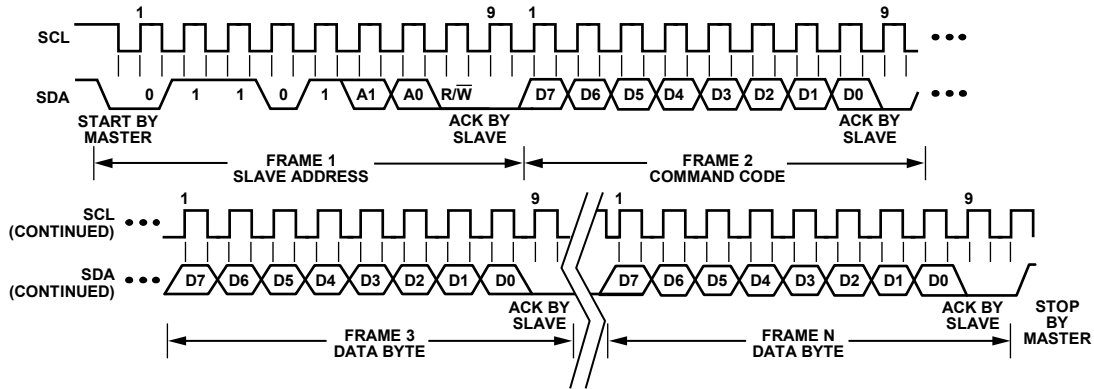 1 9 1 9
SCL
SDA 0 1 1 0 1 A1 A0 R/W̅ D7 D6 D5 D4 D3 D2 D1 D0
START BY MASTER
ACK BY SLAVE
ACK BY SLAVE
FRAME 1
SLAVE ADDRESS
FRAME 2
COMMAND CODE
1 9 1 9
SCL
(CONTINUED)
SDA
(CONTINUED)
D7 D6 D5 D4 D3 D2 D1 D0 D7 D6 D5 D4 D3 D2 D1 D0
ACK BY
SLAVE
ACK BY
SLAVE
STOP
BY
MASTER
FRAME 3
DATA BYTE
FRAME N
DATA BYTE